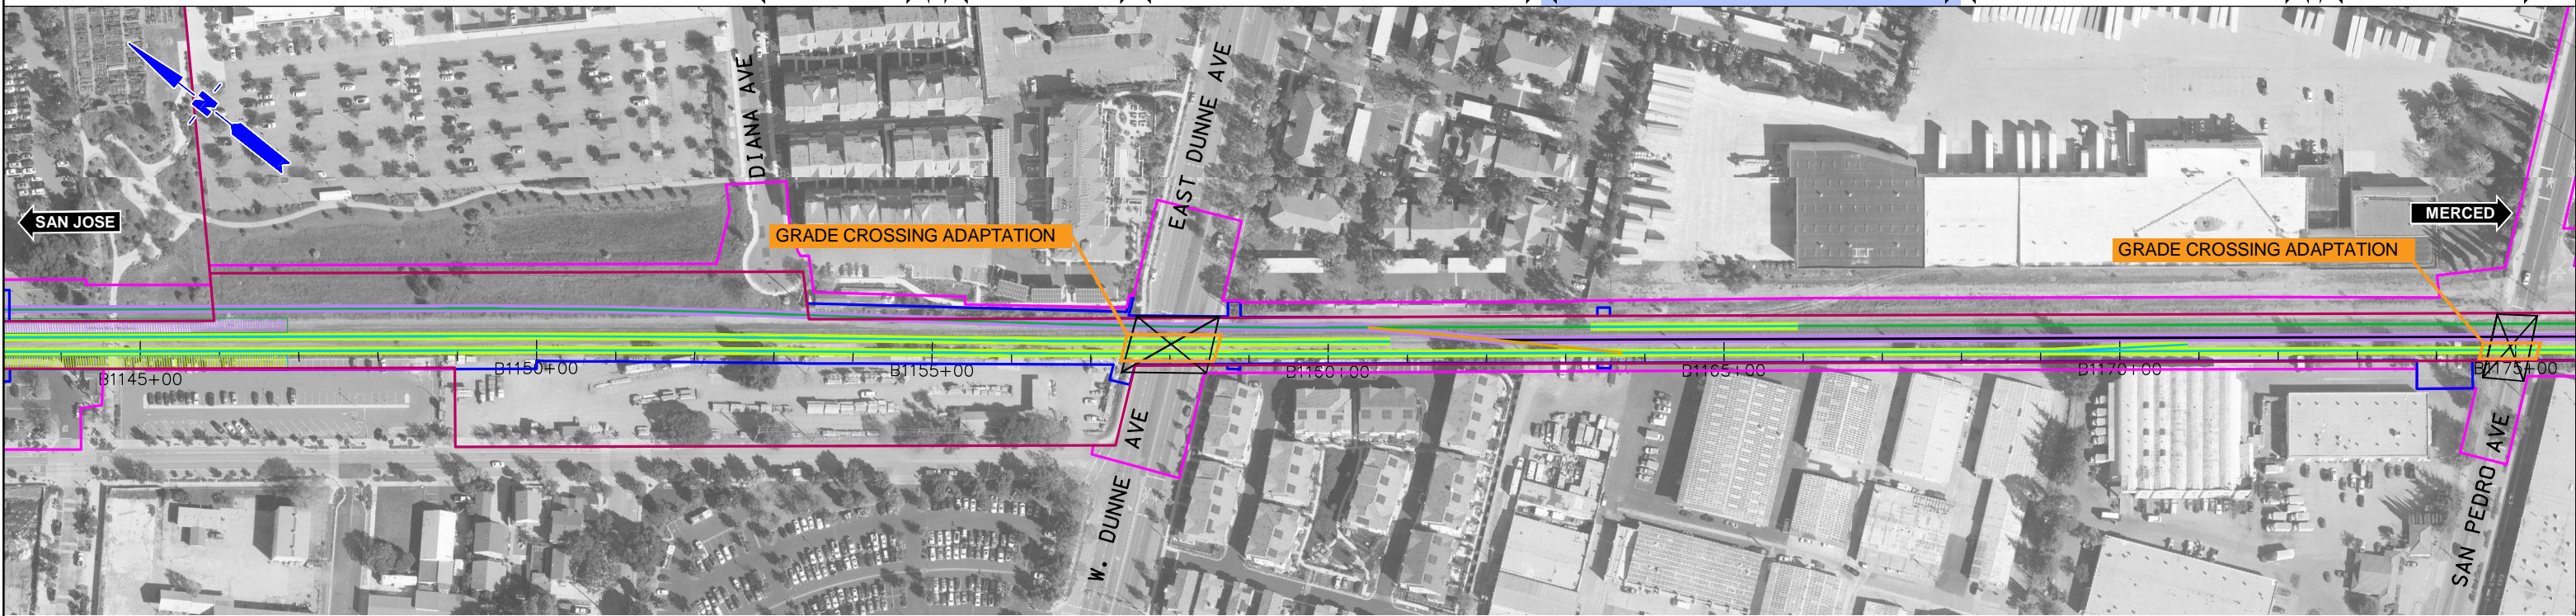 DIANA AVE
EAST DUNNE AVE
N
SAN JOSE
MERCED
GRADE CROSSING ADAPTATION
GRADE CROSSING ADAPTATION
B1145+00
B1150+00
B1155+00
B1160+00
B1165+00
B1170+00
B1175+00
W. DUNNE AVE
SAN PEDRO AVE